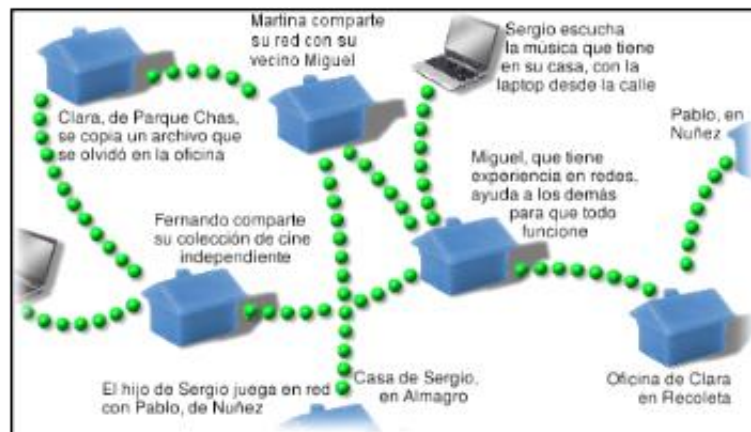 Martina comparte
su red con su
vecino Miguel
Sergio escucha
la música que tiene
en su casa, con la
laptop desde la calle
Clara, de Parque Chas,
se copia un archivo que
se olvidó en la oficina
Pablo, en
Nuñez
Miguel, que tiene
experiencia en redes,
ayuda a los demás
para que todo
funcione
Fernando comparte
su colección de cine
independiente
El hijo de Sergio juega en red
con Pablo, de Nuñez
Casa de Sergio,
en Almagro
Oficina de Clara
en Recoleta